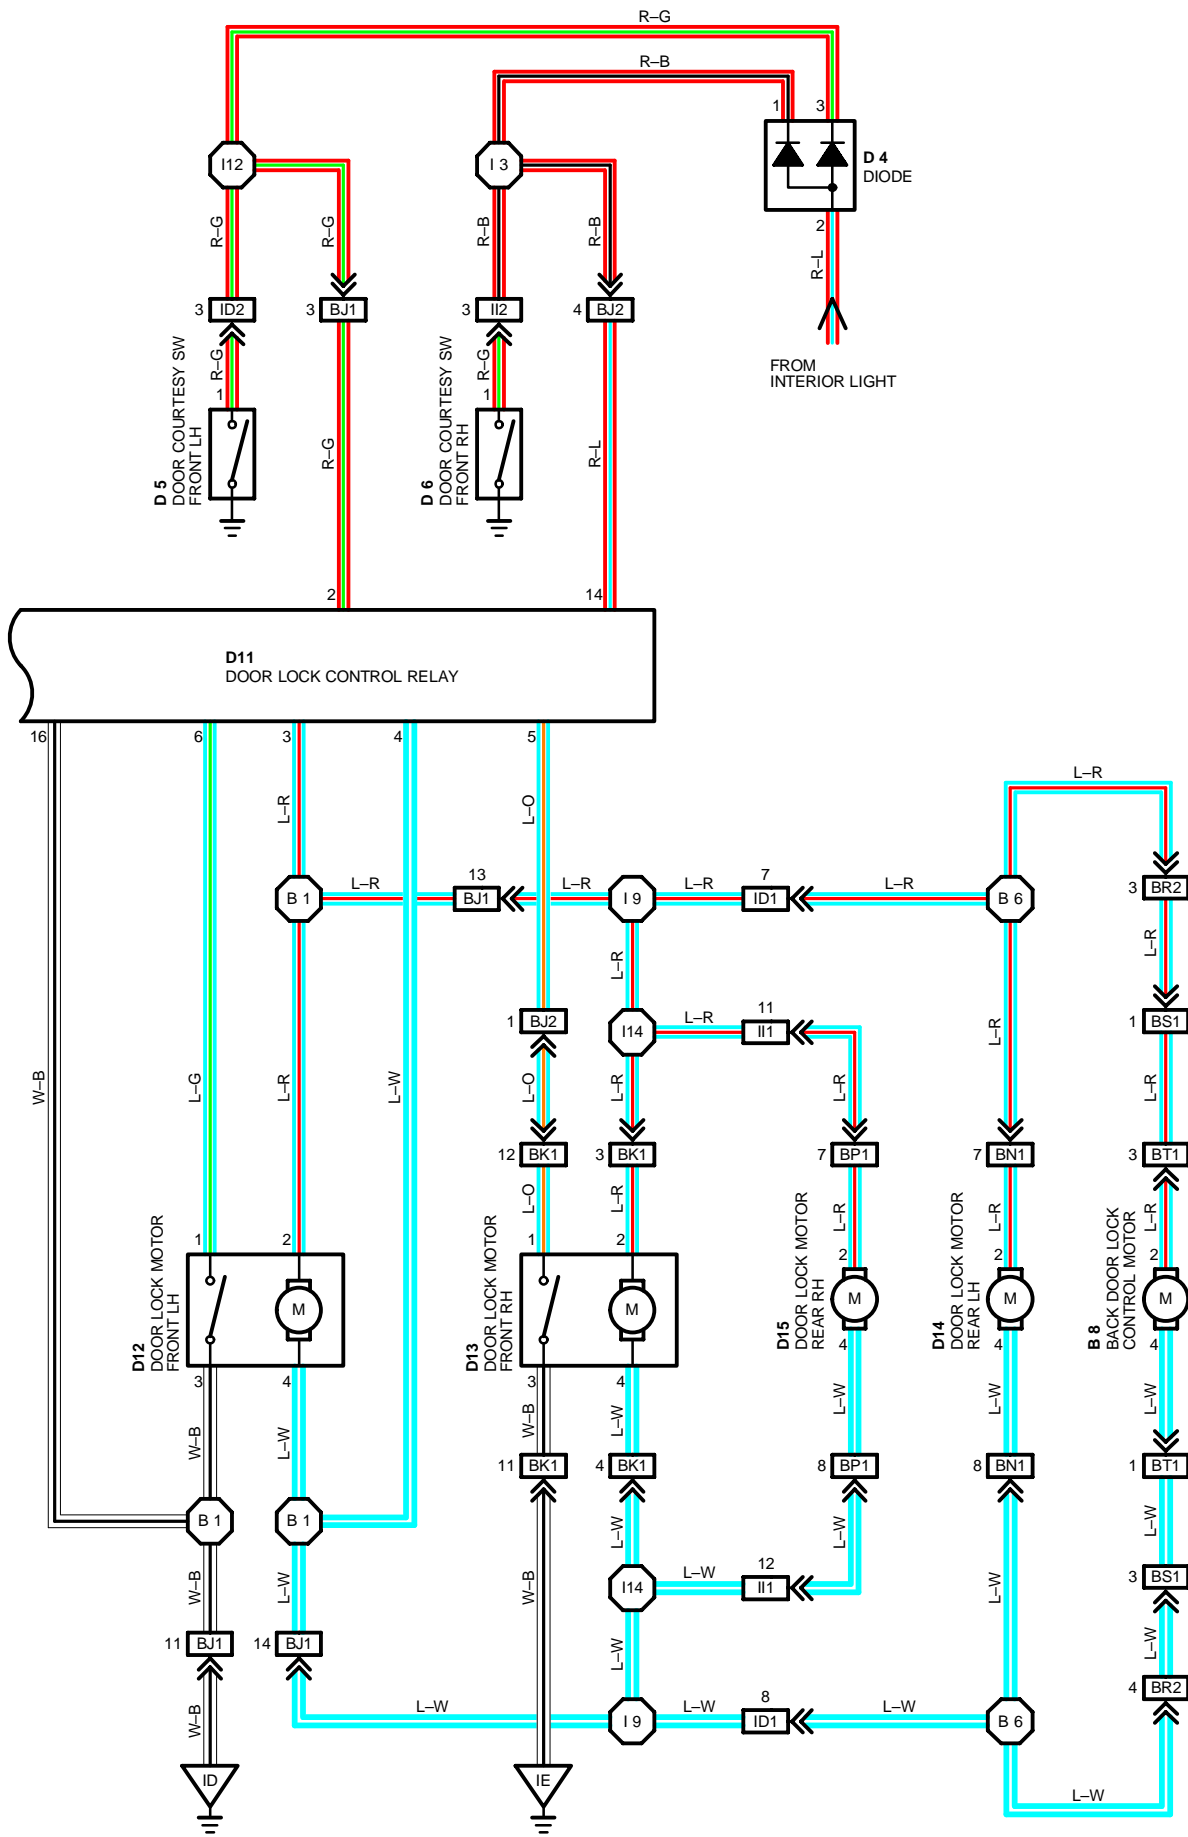 R–G
R–B
1
3
D 4
DIODE
I12
I 3
2
R–G
R–G
R–B
R–B
R–L
3
ID2
3
BJ1
3
II2
4
BJ2
FROM
INTERIOR LIGHT
R–G
1
R–G
1
D 5
DOOR COURTESY SW
FRONT LH
R–G
D 6
DOOR COURTESY SW
FRONT RH
R–L
2
14
D11
DOOR LOCK CONTROL RELAY
16
6
3
4
5
L–R
L–O
L–R
B 1
L–R
13
BJ1
L–R
I 9
L–R
7
ID1
L–R
B 6
3
BR2
L–R
L–R
1
BJ2
I14
L–R
11
II1
1
BS1
W–B
L–G
L–R
L–W
L–O
L–R
L–R
L–R
L–R
12
BK1
3
BK1
7
BP1
7
BN1
3
BT1
L–O
L–R
L–R
L–R
L–R
1
2
1
2
2
2
2
M
M
M
M
M
D12
DOOR LOCK MOTOR
FRONT LH
D13
DOOR LOCK MOTOR
FRONT RH
D15
DOOR LOCK MOTOR
REAR RH
D14
DOOR LOCK MOTOR
REAR LH
B 8
BACK DOOR LOCK
CONTROL MOTOR
3
4
3
4
4
4
4
W–B
L–W
W–B
L–W
L–W
L–W
L–W
11
BK1
4
BK1
8
BP1
8
BN1
1
BT1
B 1
B 1
L–W
L–W
L–W
W–B
L–W
W–B
I14
L–W
12
II1
L–W
3
BS1
11
BJ1
14
BJ1
L–W
L–W
4
BR2
W–B
L–W
I 9
L–W
8
ID1
L–W
B 6
ID
IE
L–W